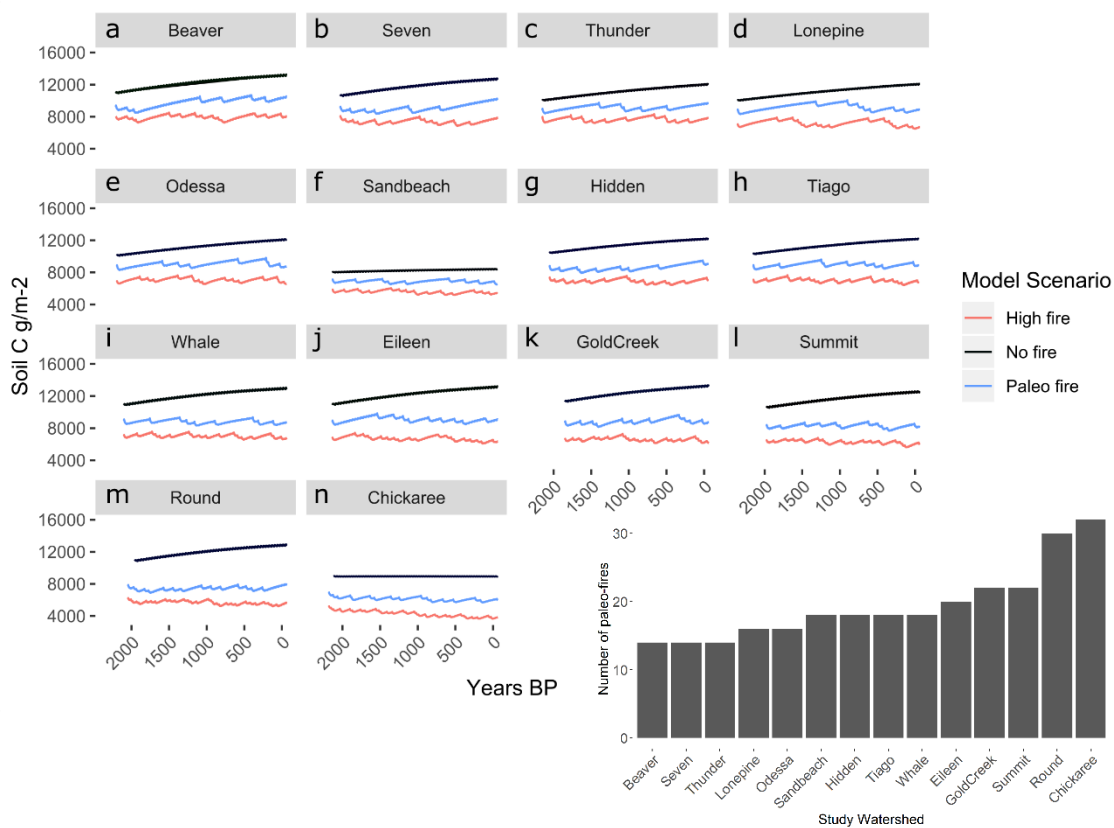 a Beaver b Seven c Thunder d Lonepine
16000
12000
8000
4000
e Odessa f Sandbeach g Hidden h Tiago
16000
12000
8000
4000
i Whale j Eileen k GoldCreek l Summit
16000
12000
8000
4000
2000 1500 1000 500 0 2000 1500 1000 500 0
m Round n Chickaree
16000
12000
8000
4000
2000 1500 1000 500 0 2000 1500 1000 500 0
Soil C g/m-2
Years BP
Model Scenario
High fire
No fire
Paleo fire
Number of paleo-fires
30
20
10
0
Beaver Seven Thunder Lonepine Odessa Sandbeach Hidden Tiago Whale Eileen GoldCreek Summit Round Chickaree
Study Watershed